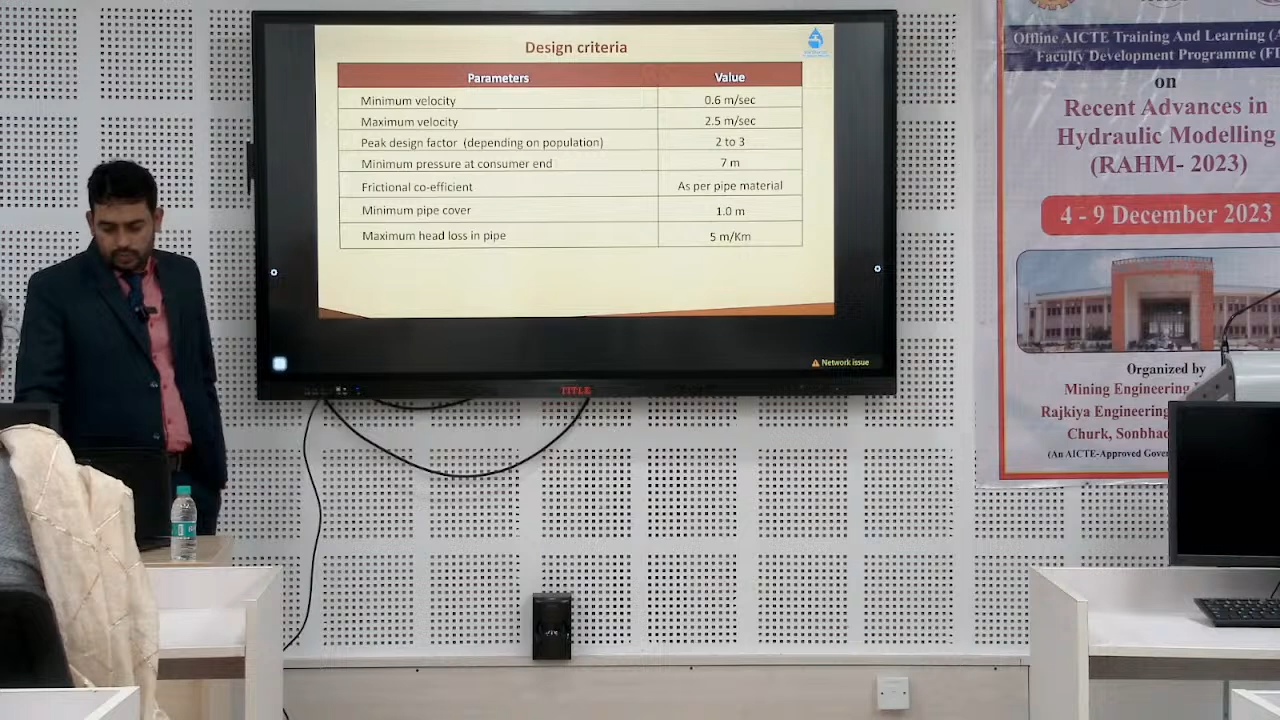 Design criteria
Parameters Value
Minimum velocity 0.6 m/sec
Maximum velocity 2.5 m/sec
Peak design factor (depending on population) 2 to 3
Minimum pressure at consumer end 7 m
Frictional co-efficient As per pipe material
Minimum pipe cover 1.0 m
Maximum head loss in pipe 5 m/Km
Network issue
TITLE
Offline AICTE Training And Learning (A
Faculty Development Programme (F
on
Recent Advances in
Hydraulic Modelling
(RAHM- 2023)
4 - 9 December 2023
Organized by
Mining Engineering
Rajkiya Engineering
Churk, Sonbhad
(An AICTE-Approved Gover